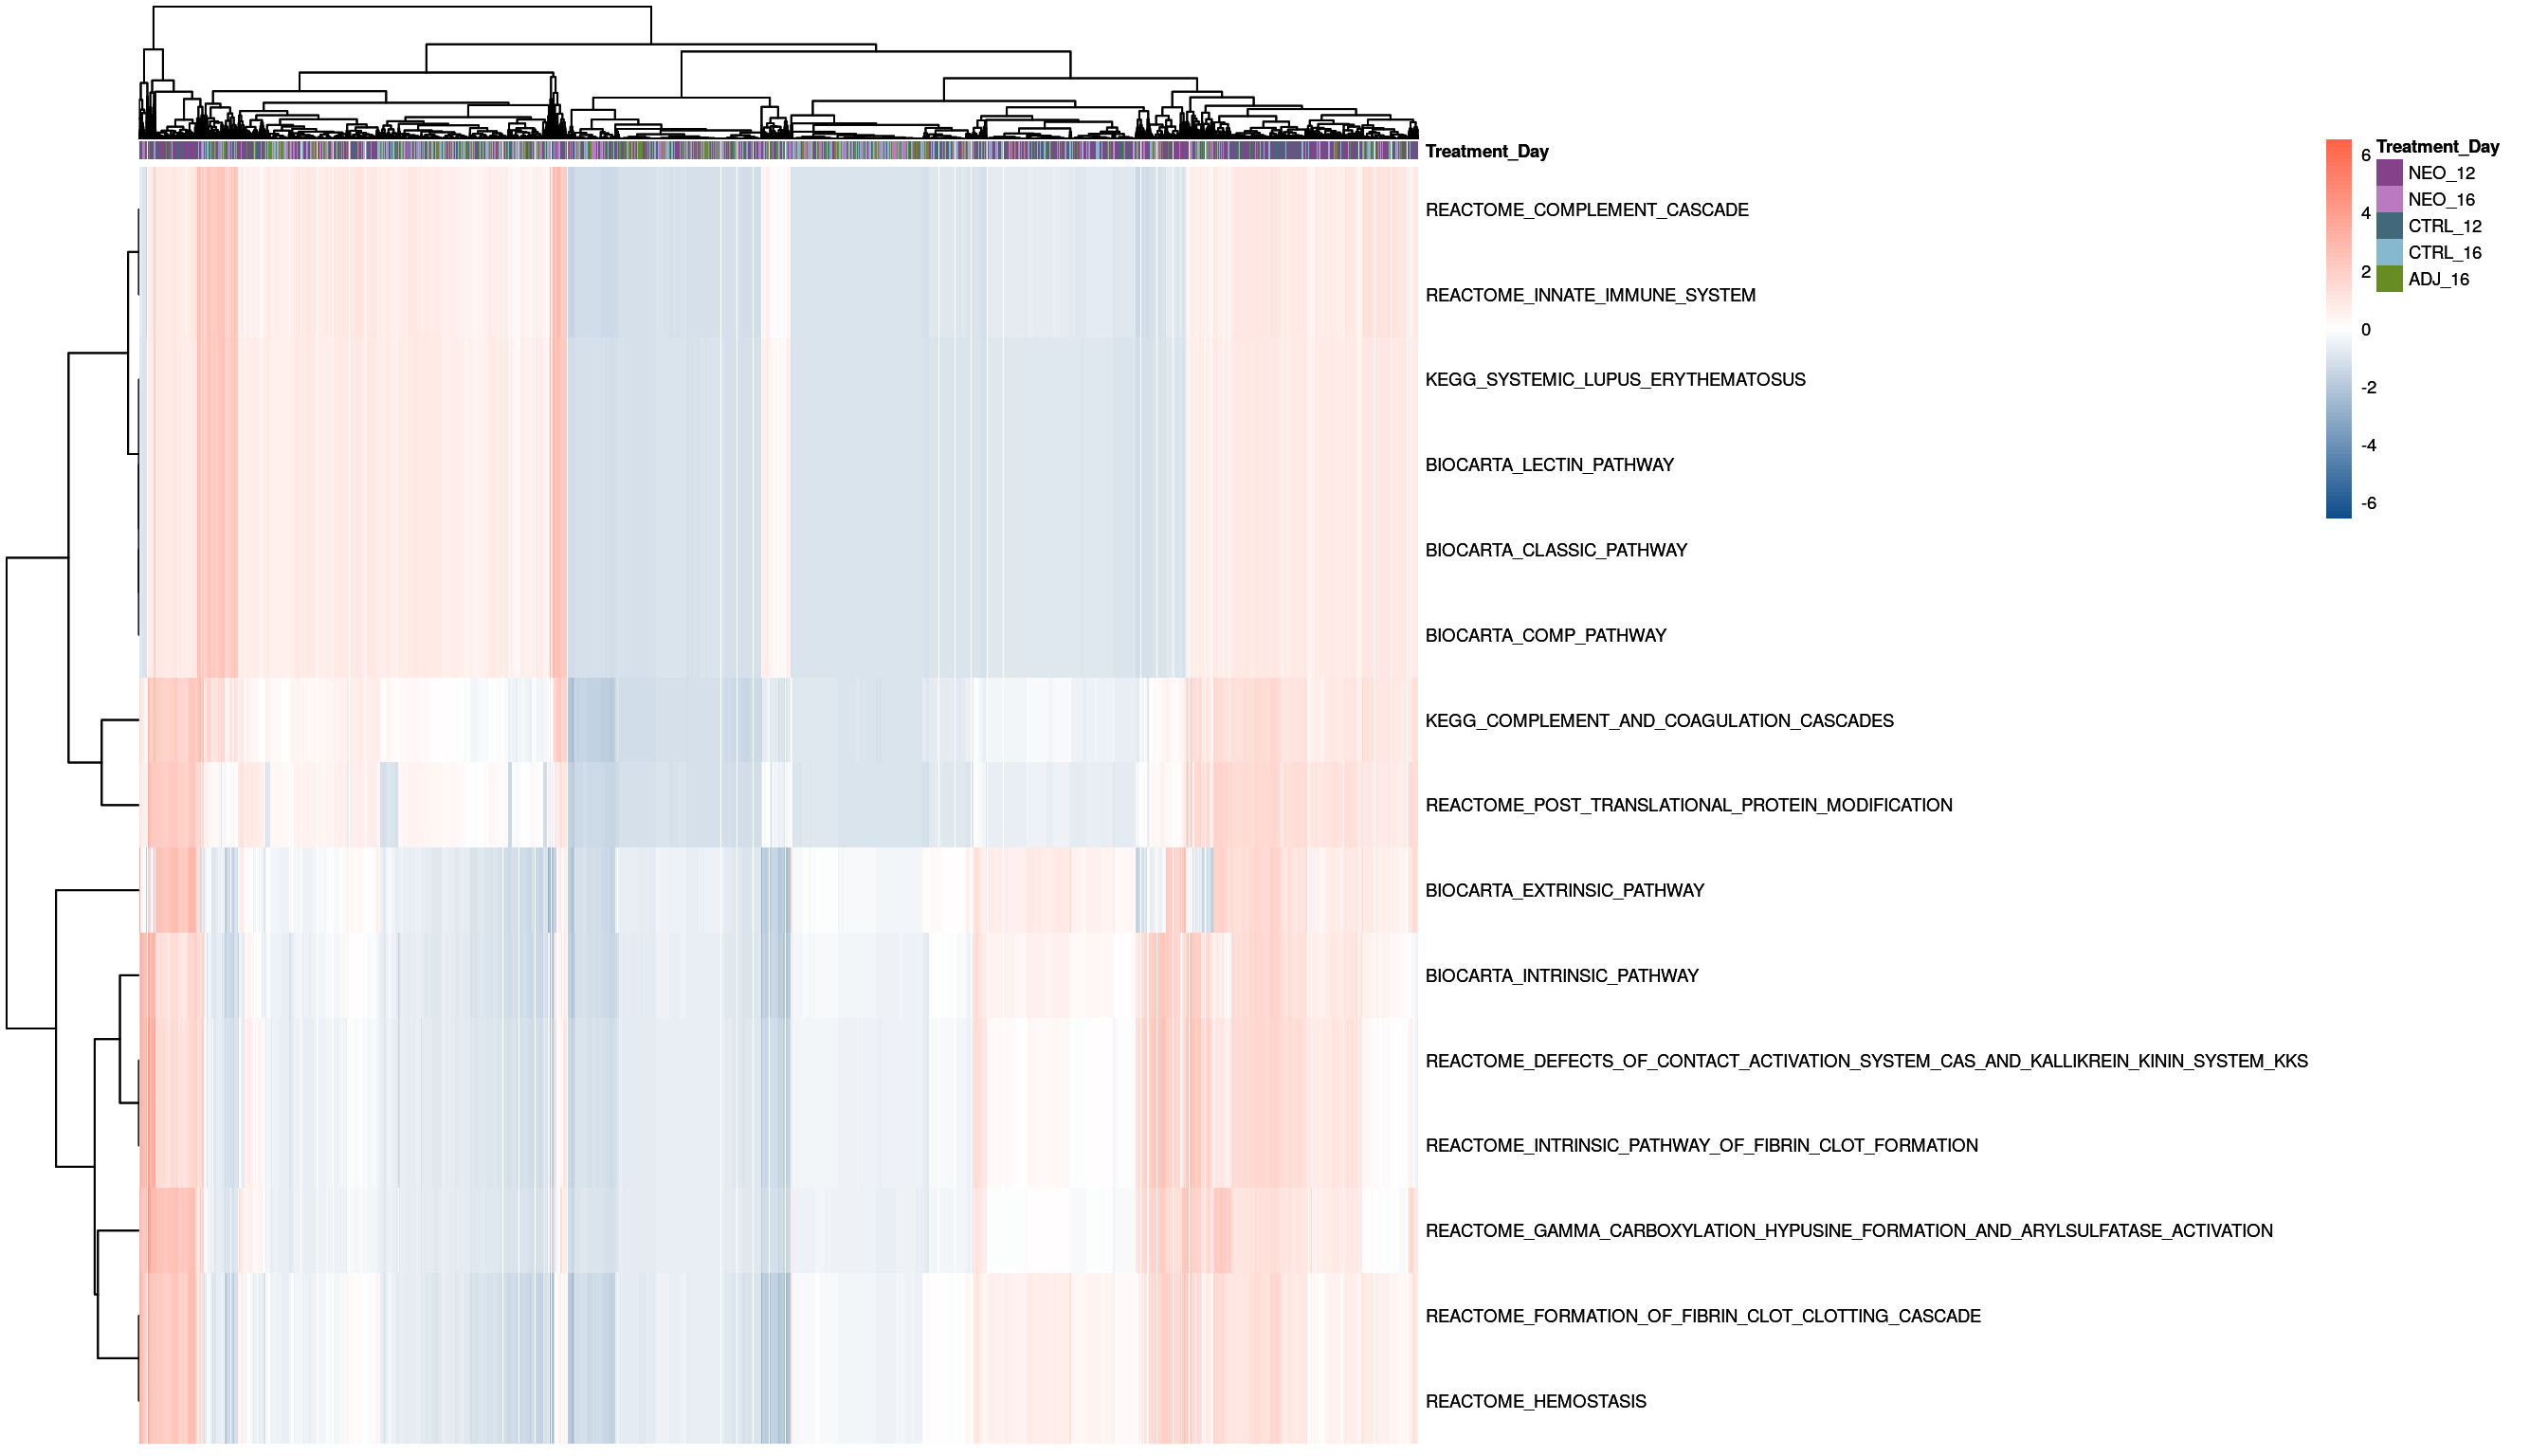 Treatment_Day
REACTOME_COMPLEMENT_CASCADE
REACTOME_INNATE_IMMUNE_SYSTEM
KEGG_SYSTEMIC_LUPUS_ERYTHEMATOSUS
BIOCARTA_LECTIN_PATHWAY
BIOCARTA_CLASSIC_PATHWAY
BIOCARTA_COMP_PATHWAY
KEGG_COMPLEMENT_AND_COAGULATION_CASCADES
REACTOME_POST_TRANSLATIONAL_PROTEIN_MODIFICATION
BIOCARTA_EXTRINSIC_PATHWAY
BIOCARTA_INTRINSIC_PATHWAY
REACTOME_DEFECTS_OF_CONTACT_ACTIVATION_SYSTEM_CAS_AND_KALLIKREIN_KININ_SYSTEM_KKS
REACTOME_INTRINSIC_PATHWAY_OF_FIBRIN_CLOT_FORMATION
REACTOME_GAMMA_CARBOXYLATION_HYPUSINE_FORMATION_AND_ARYLSULFATASE_ACTIVATION
REACTOME_FORMATION_OF_FIBRIN_CLOT_CLOTTING_CASCADE
REACTOME_HEMOSTASIS
6
4
2
0
-2
-4
-6
Treatment_Day
NEO_12
NEO_16
CTRL_12
CTRL_16
ADJ_16